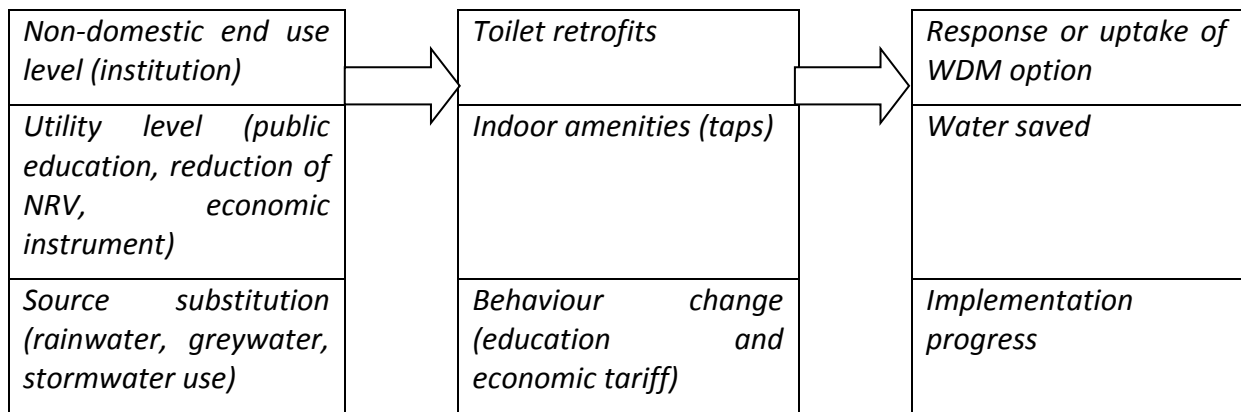 Non-domestic end use
level (institution)
Toilet retrofits
Response or uptake of
WDM option
Utility level (public
education, reduction of
NRV, economic
instrument)
Indoor amenities (taps)
Water saved
Source substitution
(rainwater, greywater,
stormwater use)
Behaviour change
(education and
economic tariff)
Implementation
progress